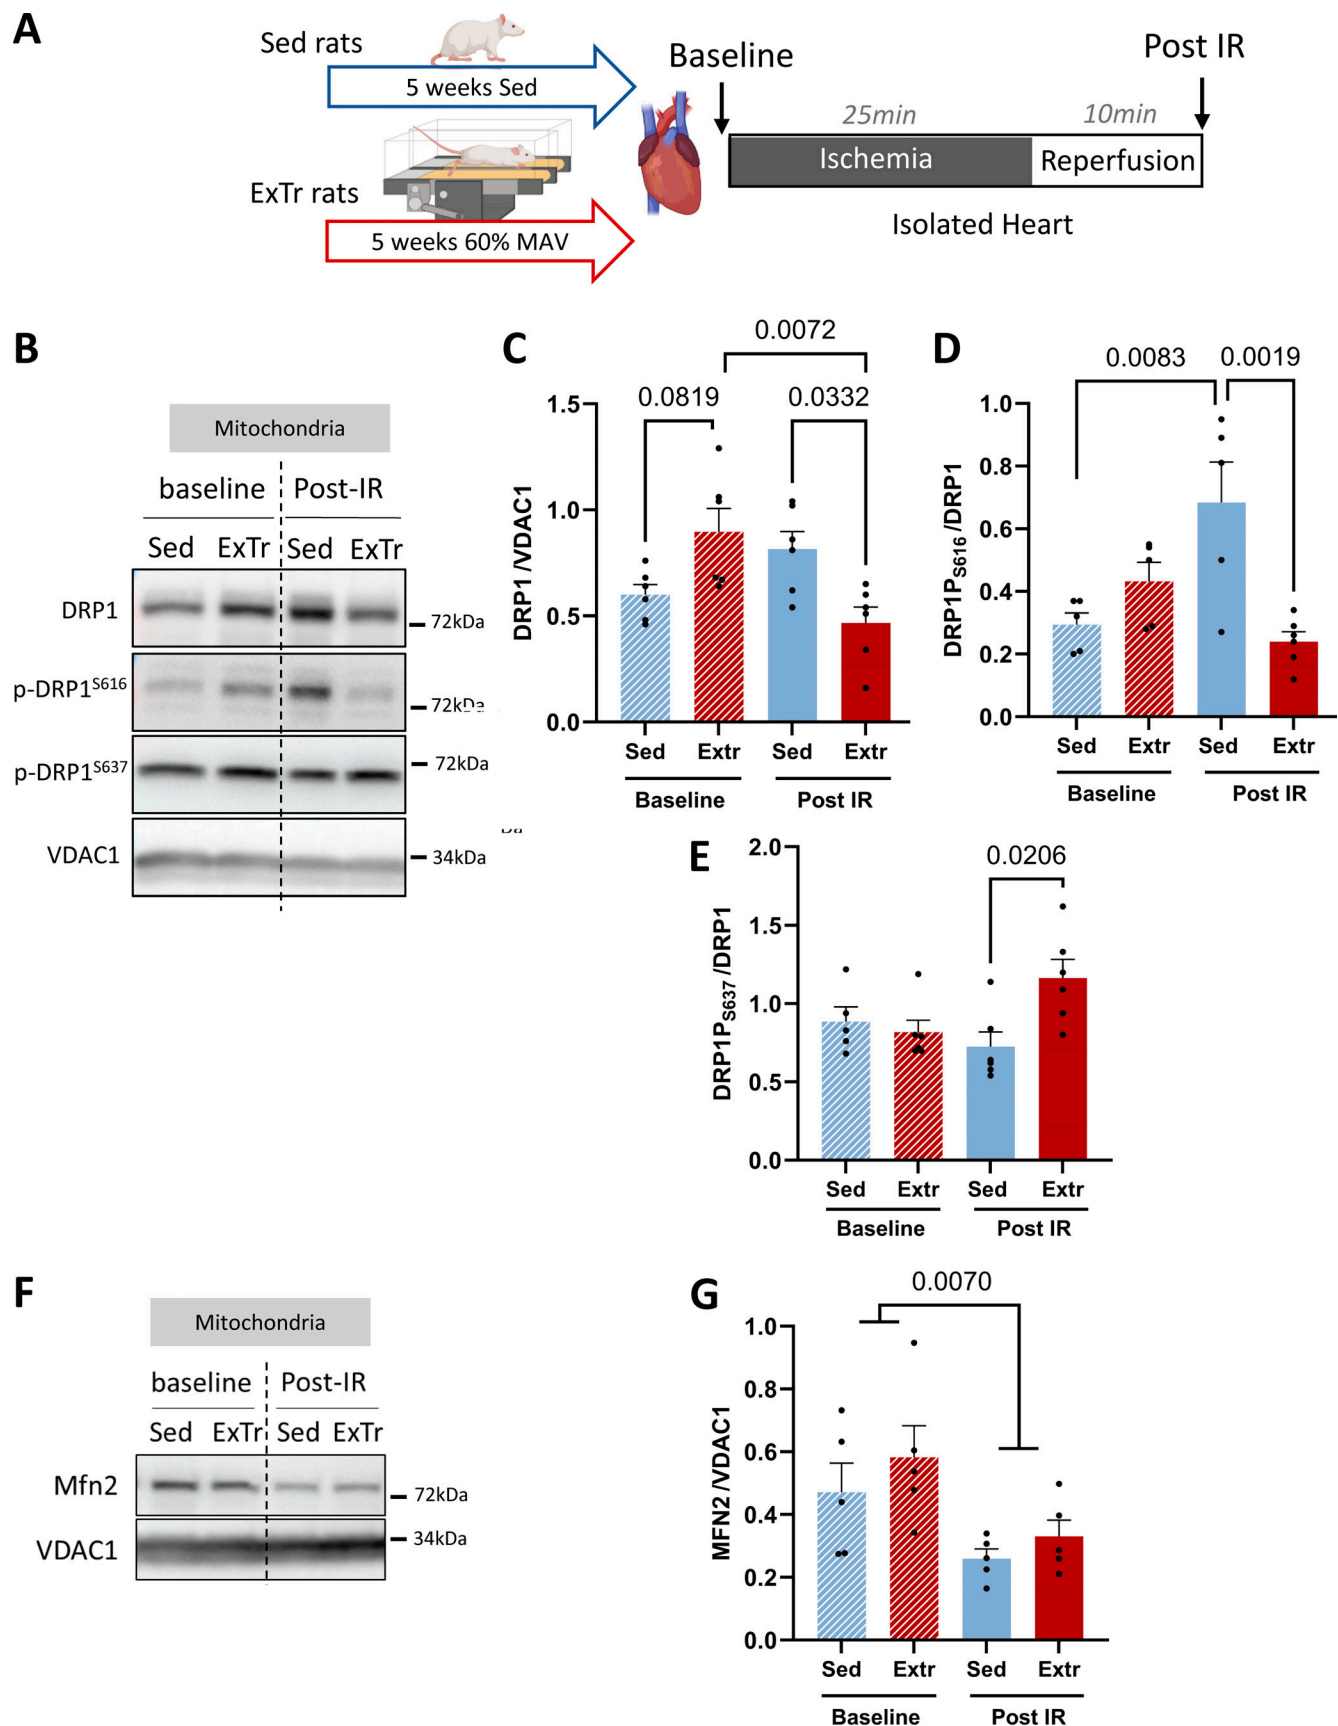 A
Sed rats
5 weeks Sed
ExTr rats
5 weeks 60% MAV
Baseline
Post IR
25min
10min
Ischemia
Reperfusion
Isolated Heart
B
Mitochondria
baseline
Post-IR
Sed
ExTr
Sed
ExTr
DRP1
72kDa
p-DRP1S616
72kDa
p-DRP1S637
72kDa
VDAC1
34kDa
C
0.0072
0.0819
0.0332
DRP1 /VDAC1
1.5
1.0
0.5
0.0
Sed
Extr
Sed
Extr
Baseline
Post IR
D
0.0083
0.0019
DRP1PS616 /DRP1
1.0
0.8
0.6
0.4
0.2
0.0
Sed
Extr
Sed
Extr
Baseline
Post IR
E
0.0206
DRP1PS637 /DRP1
2.0
1.5
1.0
0.5
0.0
Sed
Extr
Sed
Extr
Baseline
Post IR
F
Mitochondria
baseline
Post-IR
Sed
ExTr
Sed
ExTr
Mfn2
72kDa
VDAC1
34kDa
G
0.0070
MFN2 /VDAC1
1.0
0.8
0.6
0.4
0.2
0.0
Sed
Extr
Sed
Extr
Baseline
Post IR